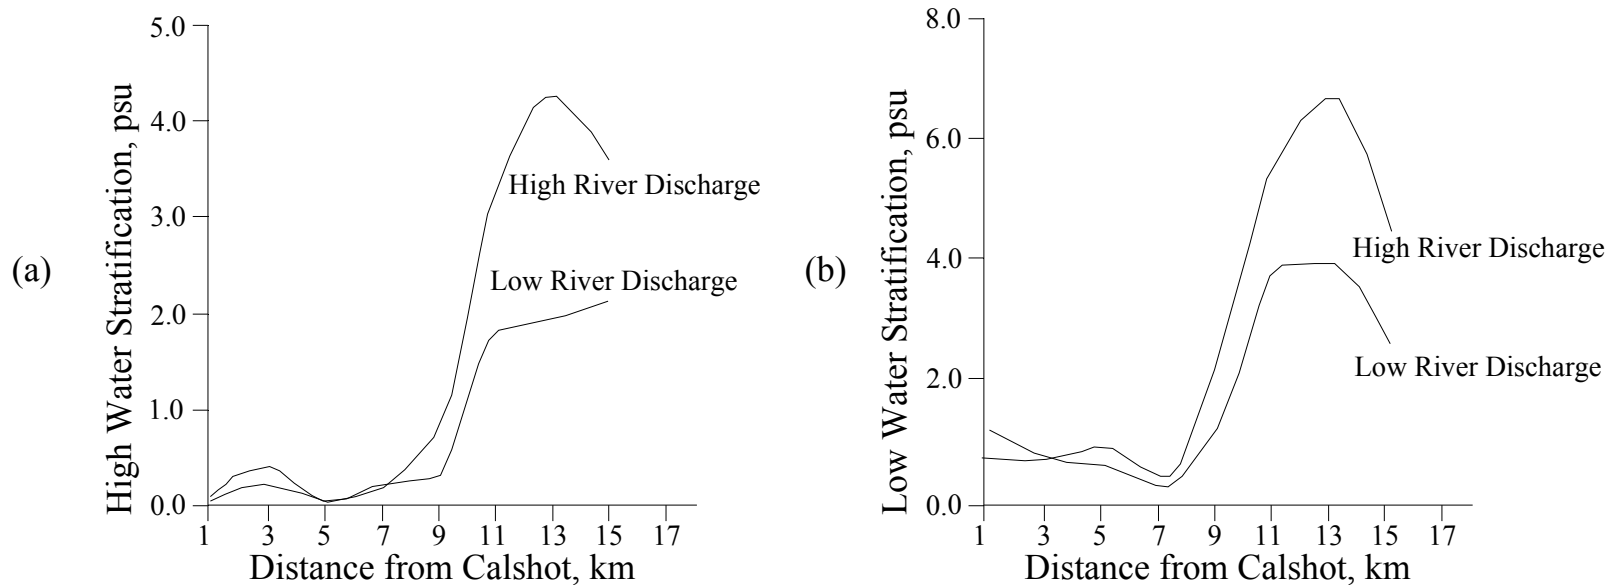 (a)
High Water Stratification, psu
5.0
4.0
3.0
2.0
1.0
0.0
High River Discharge
Low River Discharge
1 3 5 7 9 11 13 15 17
Distance from Calshot, km
(b)
Low Water Stratification, psu
8.0
6.0
4.0
2.0
0.0
High River Discharge
Low River Discharge
1 3 5 7 9 11 13 15 17
Distance from Calshot, km